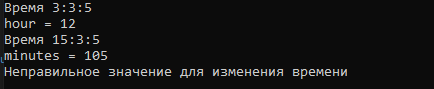 Время 3:3:5
hour = 12
Время 15:3:5
minutes = 105
Неправильное значение для изменения времени